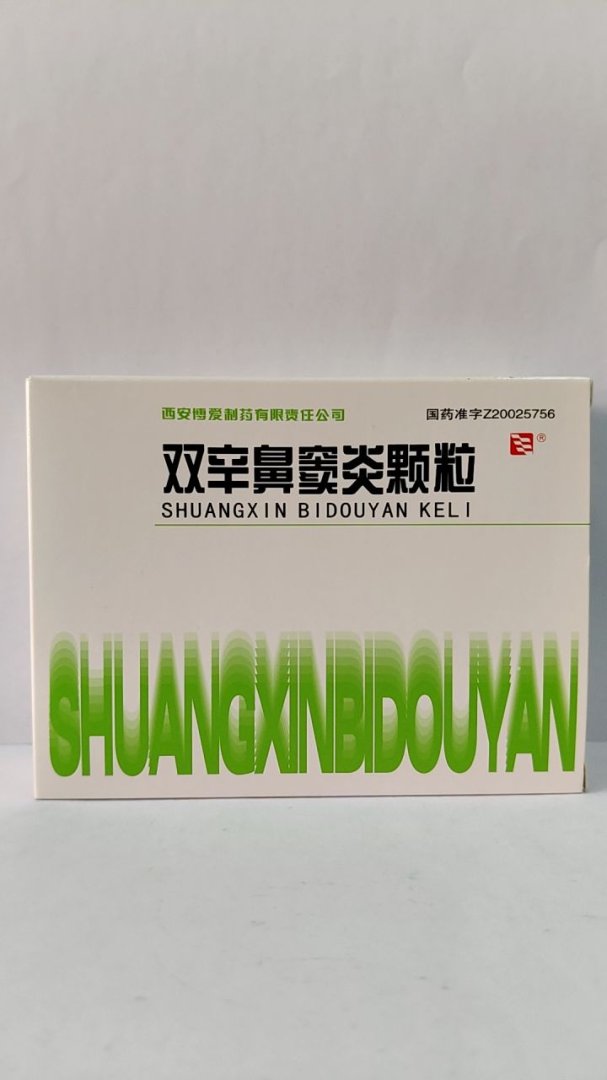 西安博爱制药有限责任公司 国药准字Z20025756
双辛鼻窦炎颗粒 ®
SHUANGXIN BIDOUYAN KELI
SHUANGXINBIDOUYAN